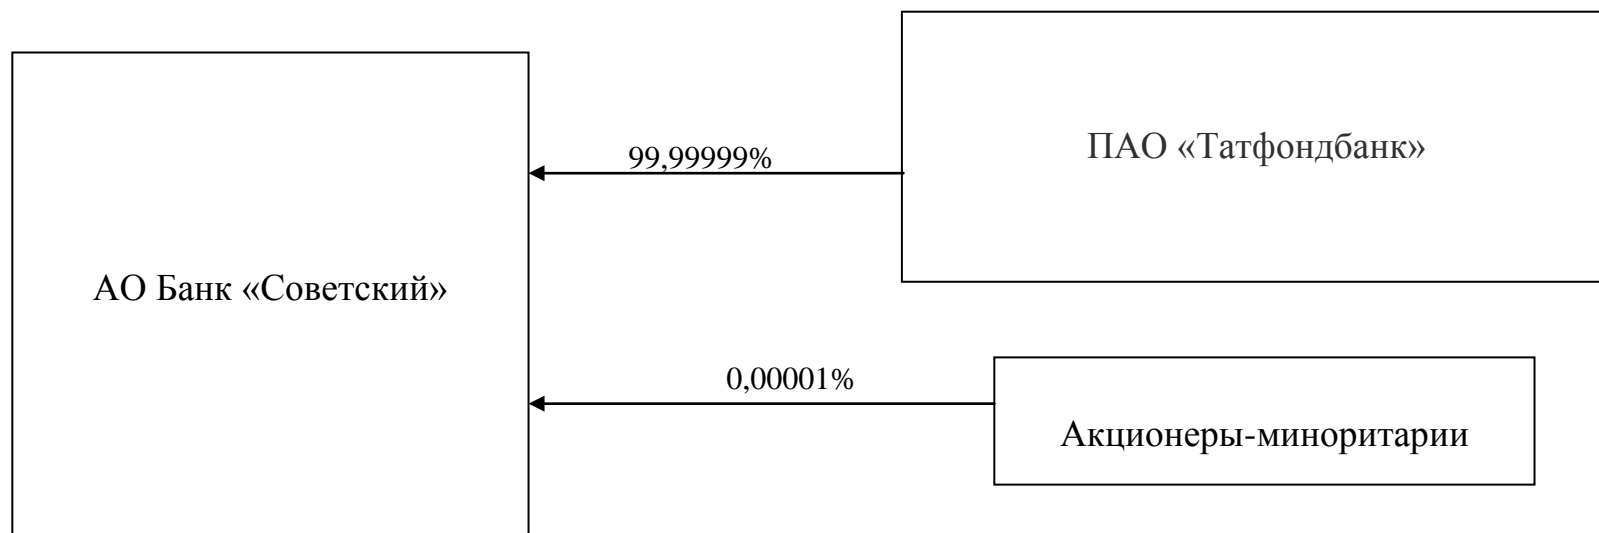 ПАО «Татфондбанк»
99,99999%
АО Банк «Советский»
0,00001%
Акционеры-миноритарии